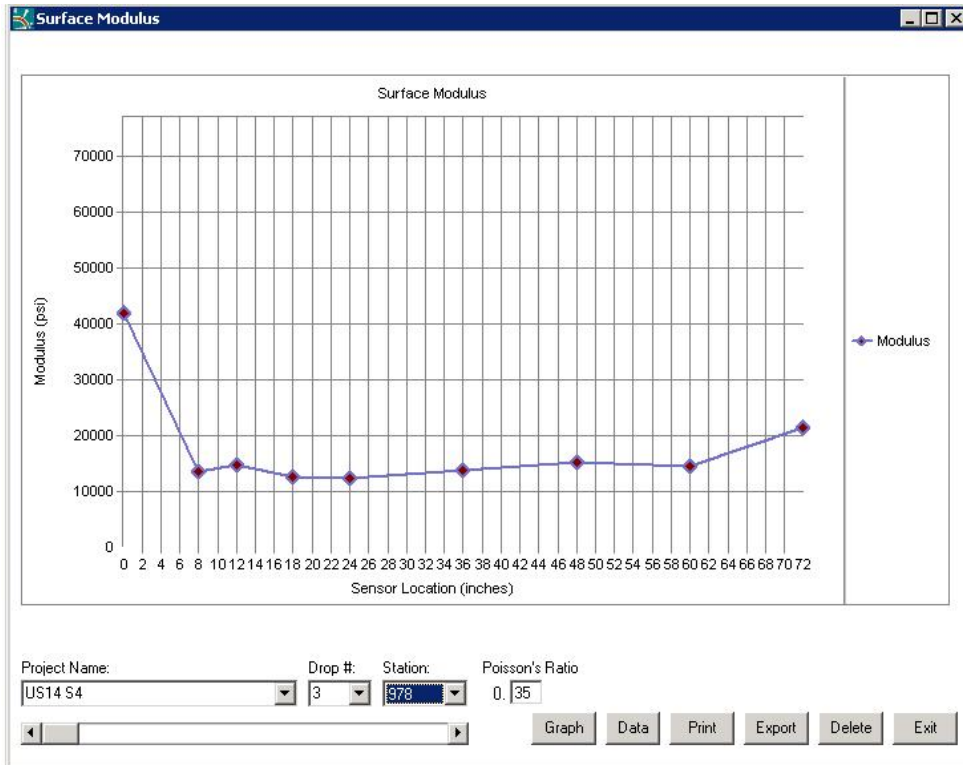 Surface Modulus
Surface Modulus
70000
60000
50000
40000
30000
20000
10000
0
Modulus (psi)
0 2 4 6 8 10 12 14 16 18 20 22 24 26 28 30 32 34 36 38 40 42 44 46 48 50 52 54 56 58 60 62 64 66 68 70 72
Sensor Location (inches)
Modulus
Project Name: Drop #: Station: Poisson's Ratio
US14 S4 3 978 0. 35
Graph Data Print Export Delete Exit